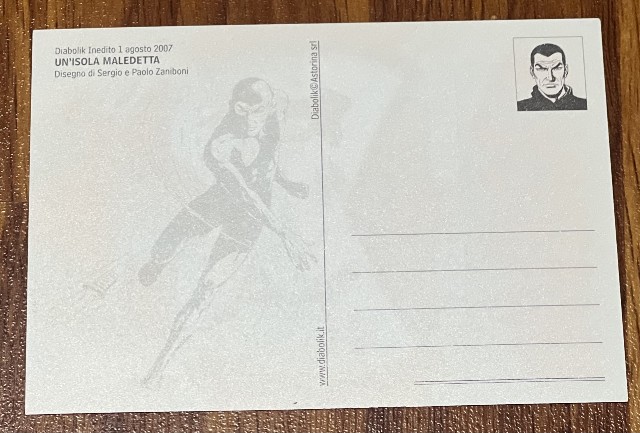 Diabolik Inedito 1 agosto 2007
UN'ISOLA MALEDETTA
Disegno di Sergio e Paolo Zaniboni
Diabolik©Astorina srl
www.diabolik.it